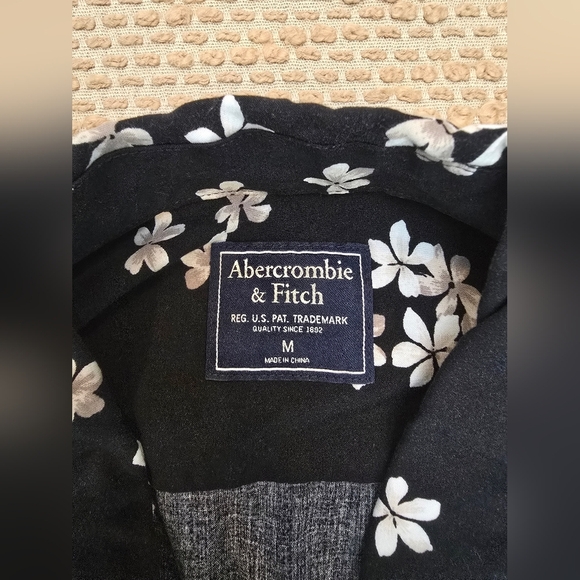 Abercrombie
& Fitch
REG. U.S. PAT. TRADEMARK
QUALITY SINCE 1892
M
MADE IN CHINA